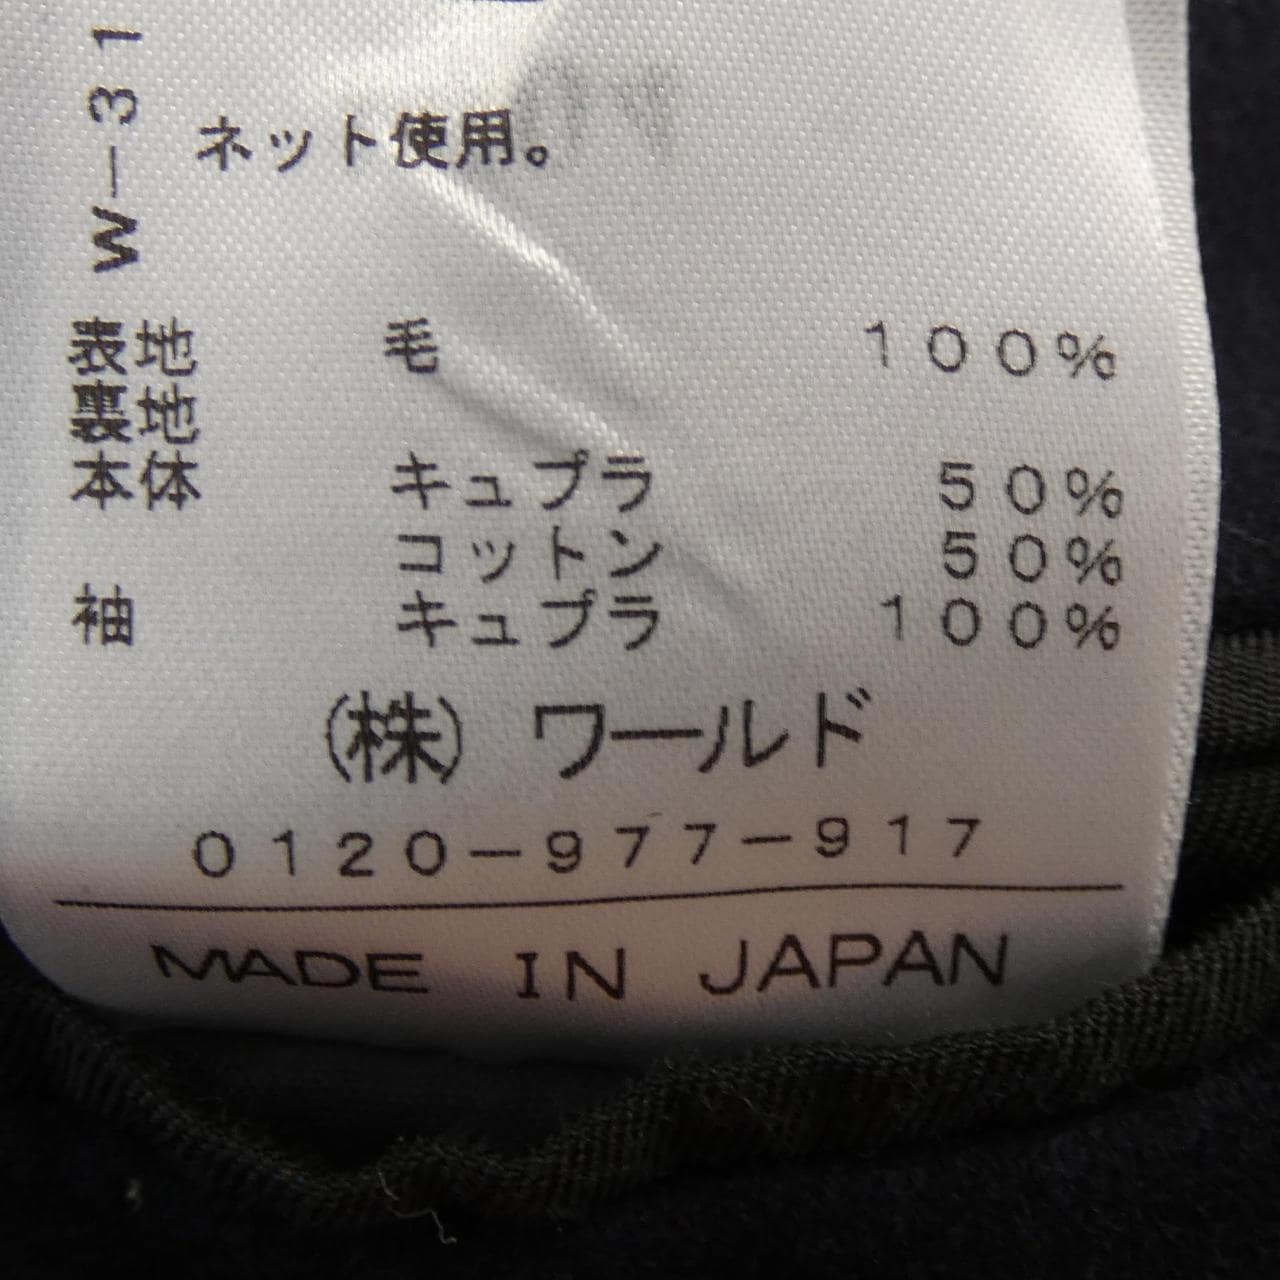 W-31
ネット使用。
表地 毛 100%
裏地
本体 キュプラ 50%
コットン 50%
袖 キュプラ 100%
(株) ワールド
0120-977-917
MADE IN JAPAN